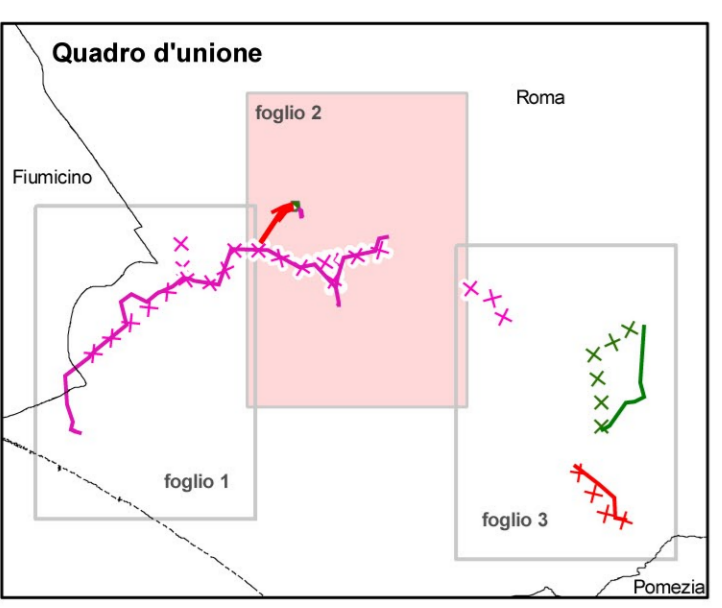 Quadro d'unione
Roma
foglio 2
Fiumicino
foglio 1
foglio 3
Pomezia